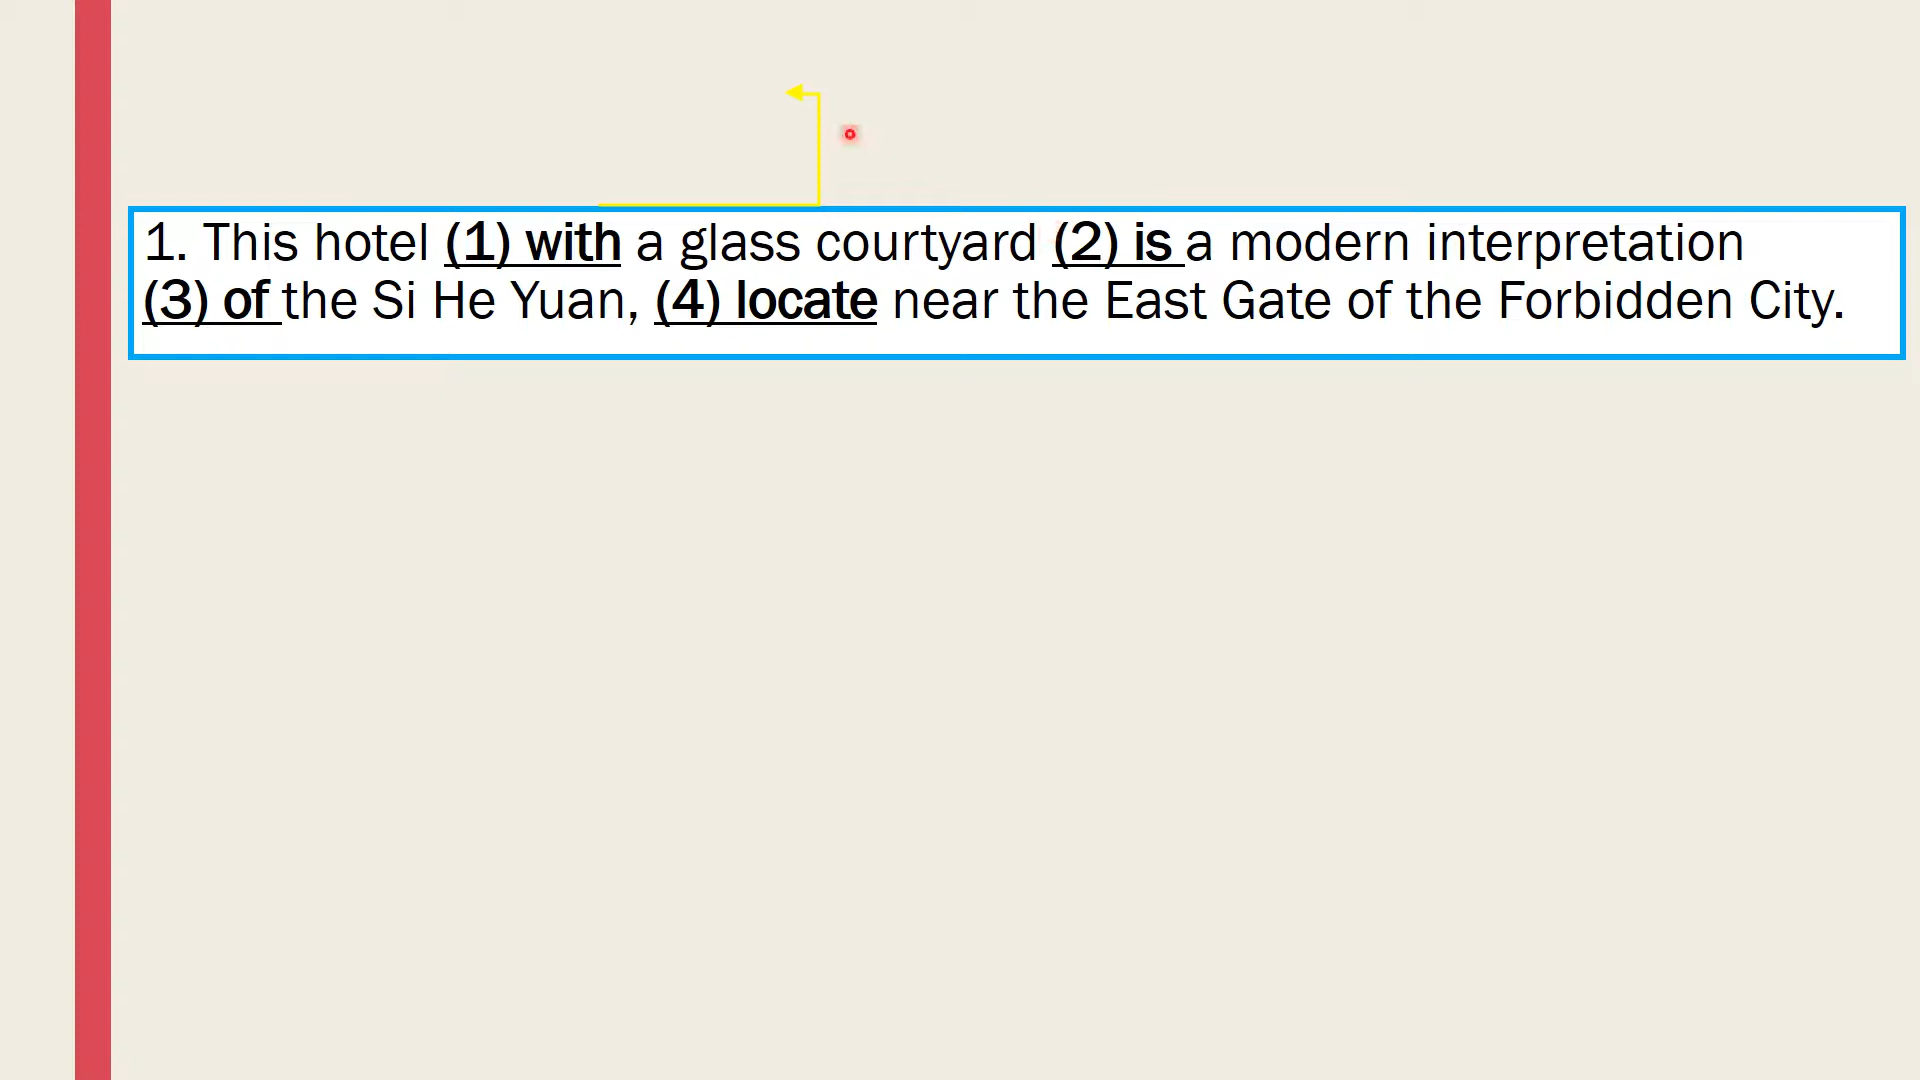 1. This hotel (1) with a glass courtyard (2) is a modern interpretation
(3) of the Si He Yuan, (4) locate near the East Gate of the Forbidden City.